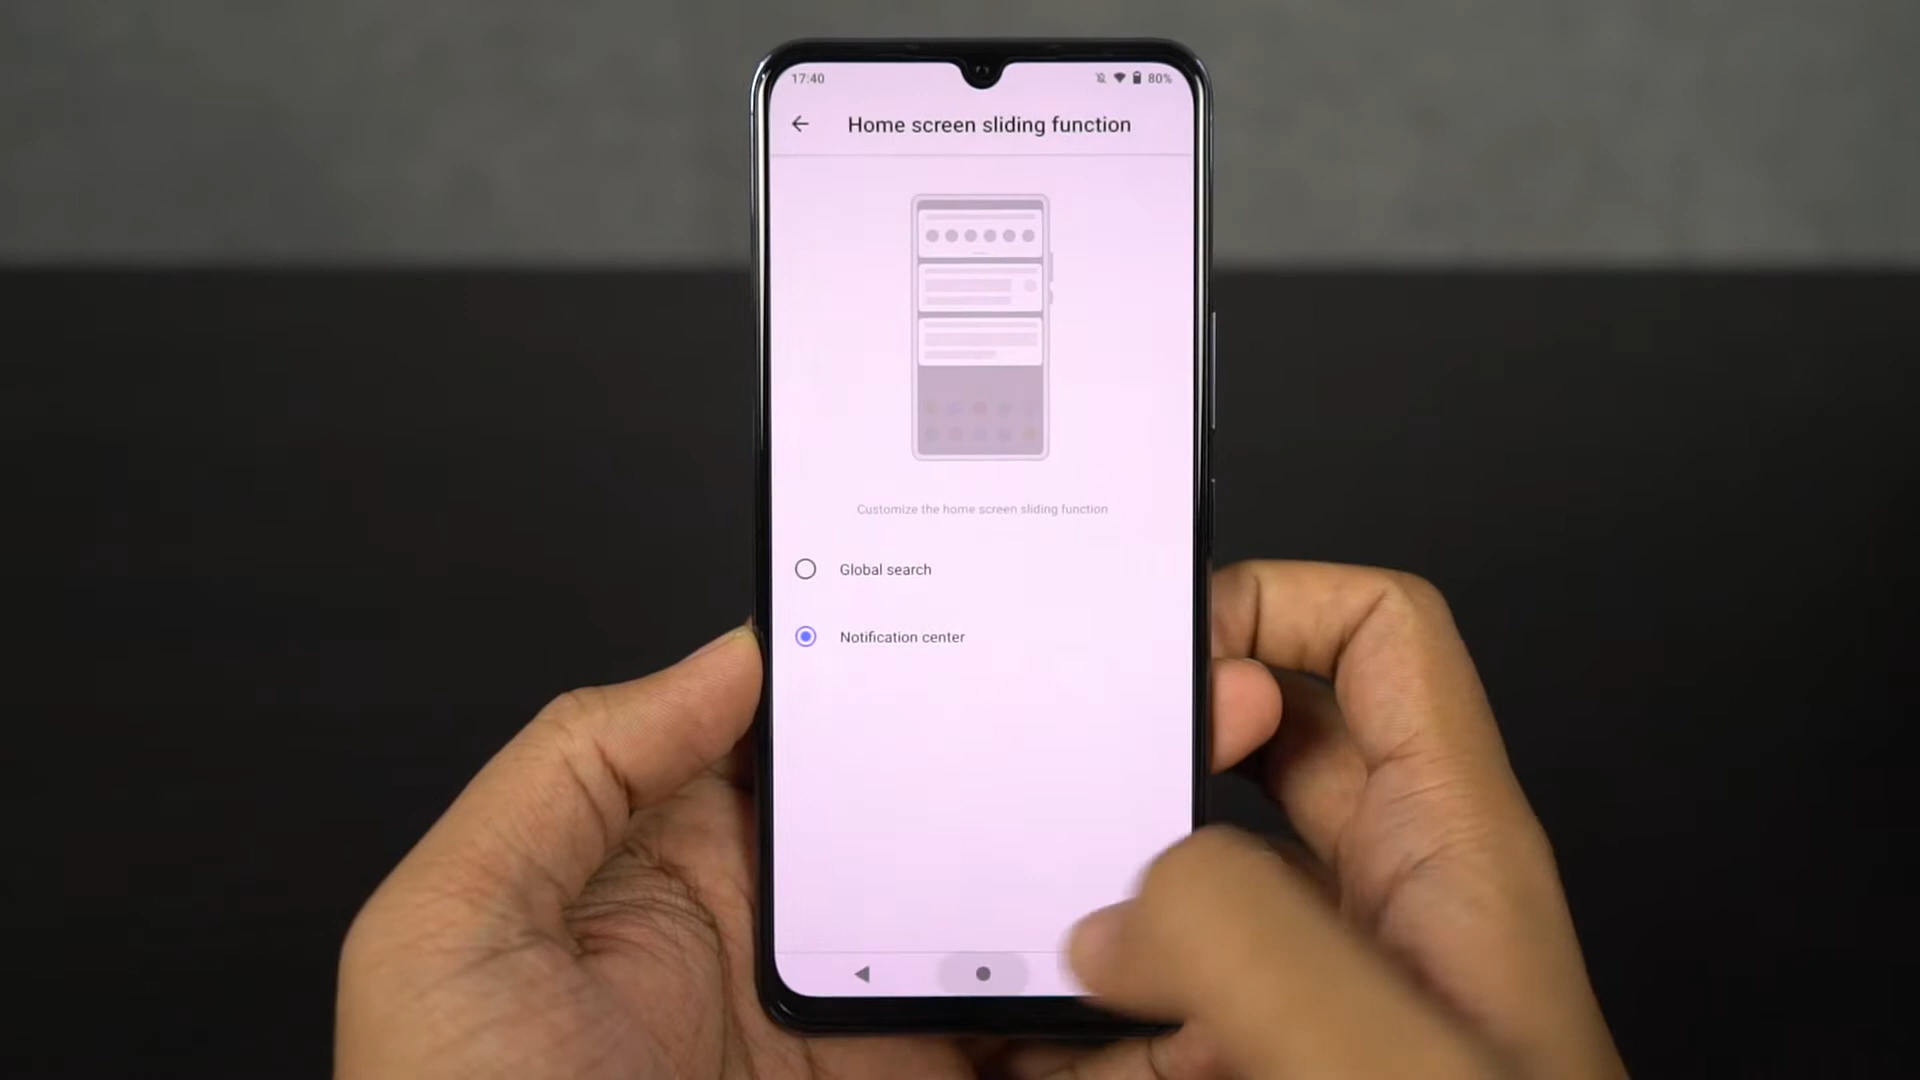 17:40
80%
Home screen sliding function
Customize the home screen sliding function
Global search
Notification center